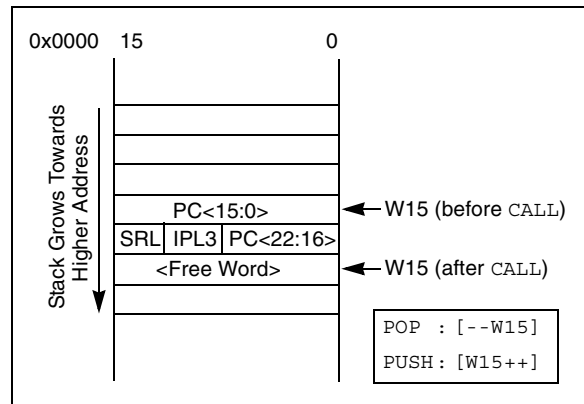 0x0000 15 0
Stack Grows Towards
Higher Address
PC<15:0>
W15 (before CALL)
SRL IPL3 PC<22:16>
<Free Word>
W15 (after CALL)
POP : [--W15]
PUSH : [W15++]